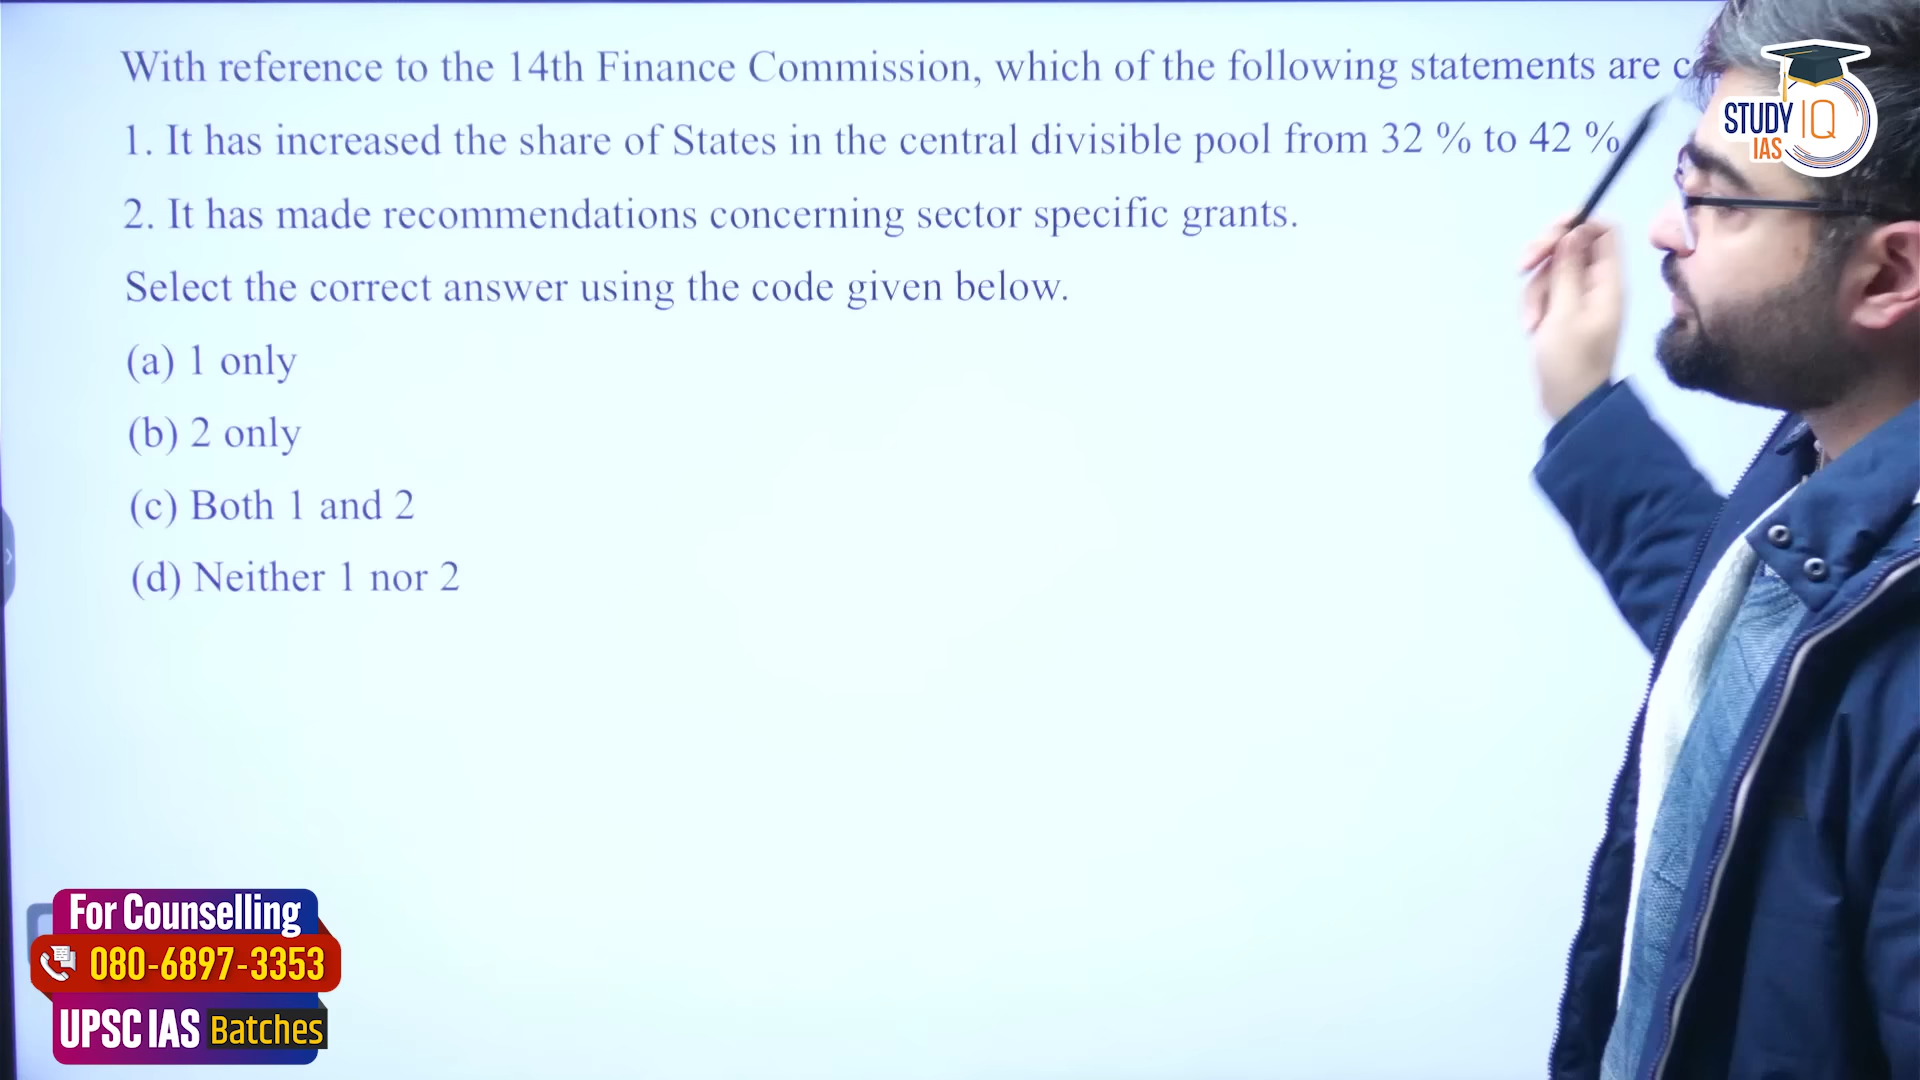 With reference to the 14th Finance Commission, which of the following statements are
1. It has increased the share of States in the central divisible pool from 32 % to 42 %
2. It has made recommendations concerning sector specific grants.
Select the correct answer using the code given below.
(a) 1 only
(b) 2 only
(c) Both 1 and 2
(d) Neither 1 nor 2
STUDY IQ
IAS
For Counselling
080-6897-3353
UPSC IAS Batches